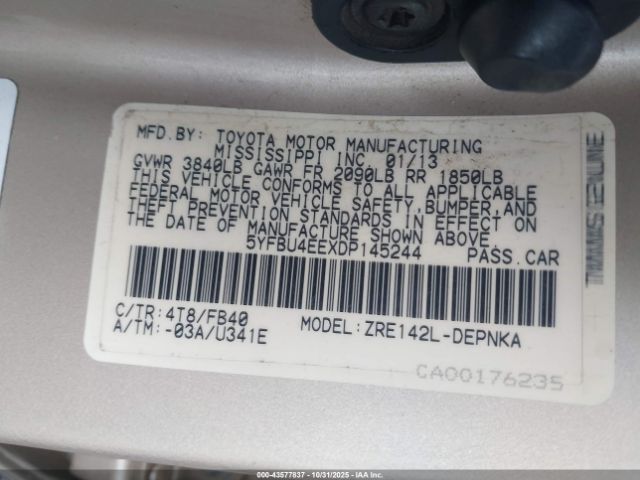 MFD.BY: TOYOTA MOTOR MANUFACTURING
MISSISSIPPI INC. 01/13
GVWR 3840LB GAWR FR 2090LB RR 1850LB
THIS VEHICLE CONFORMS TO ALL APPLICABLE
FEDERAL MOTOR VEHICLE SAFETY,BUMPER,AND
THEFT PREVENTION STANDARDS IN EFFECT ON
THE DATE OF MANUFACTURE SHOWN ABOVE.
5YFBU4EEXDP145244 PASS.CAR
C/TR: 4T8/FB40
A/TM: -03A/U341E MODEL: ZRE142L-DEPNKA
CA00176235
000-43577837 - 10/31/2025 - IAAI.COM